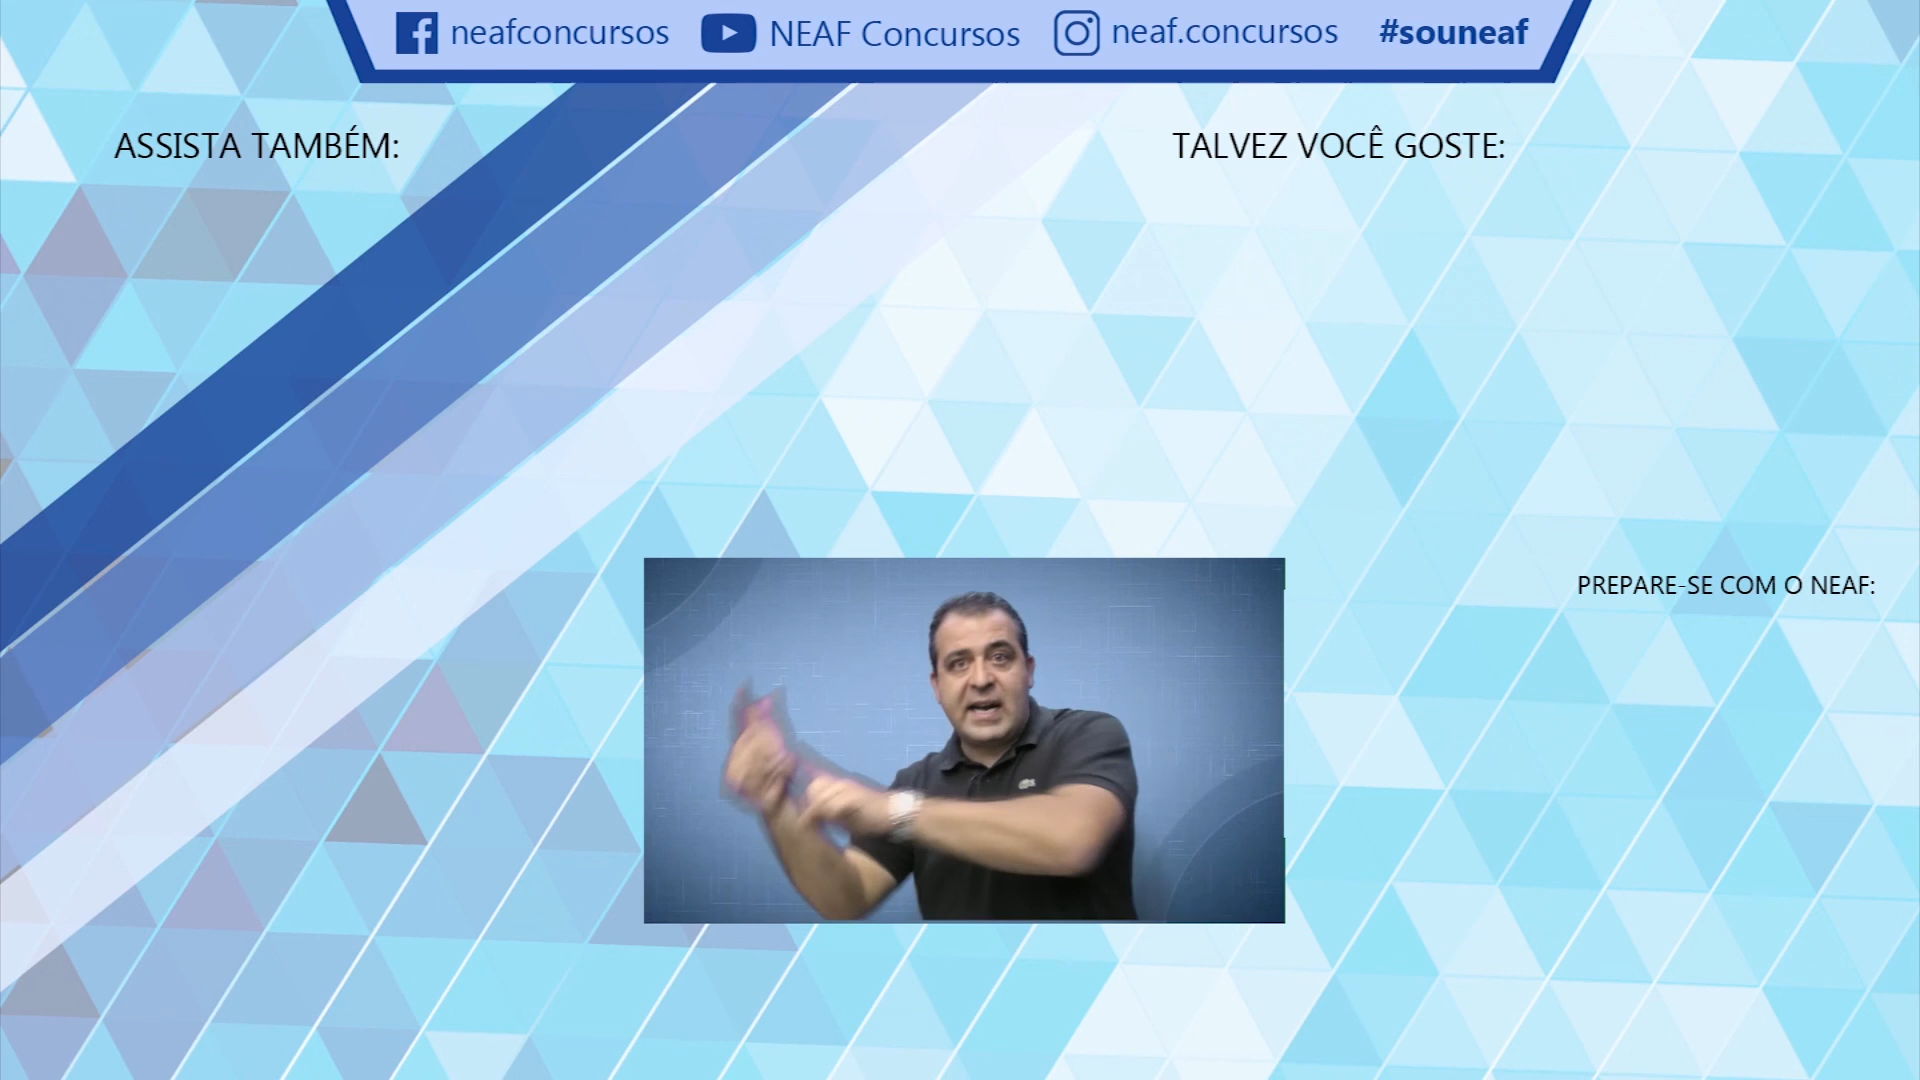 neafconcursos NEAF Concursos neaf.concursos #souneaf
ASSISTA TAMBÉM:
TALVEZ VOCÊ GOSTE:
PREPARE-SE COM O NEAF: